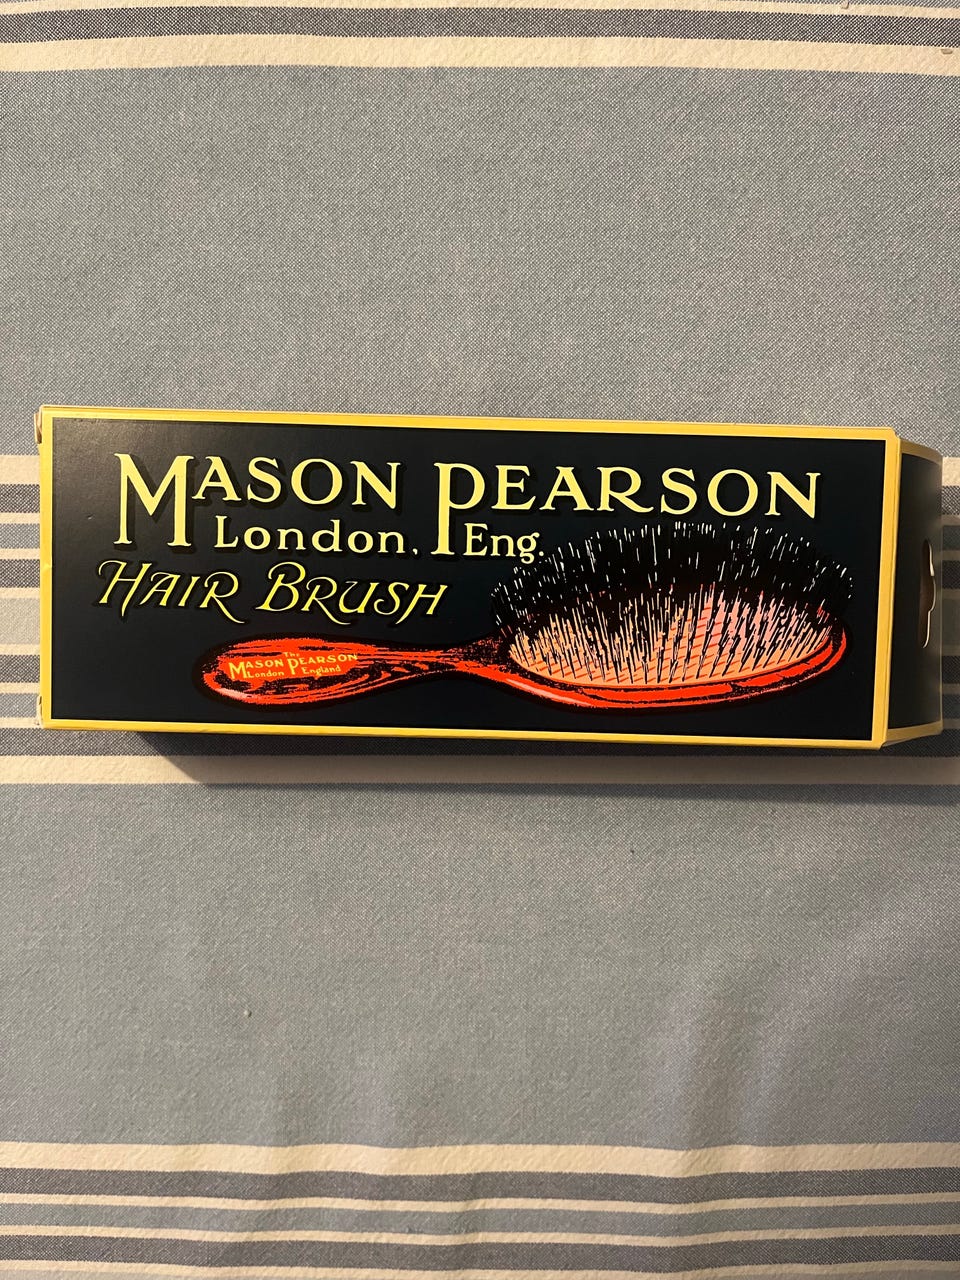 MASON PEARSON
London, Eng.
HAIR BRUSH
The
MASON PEARSON
London England